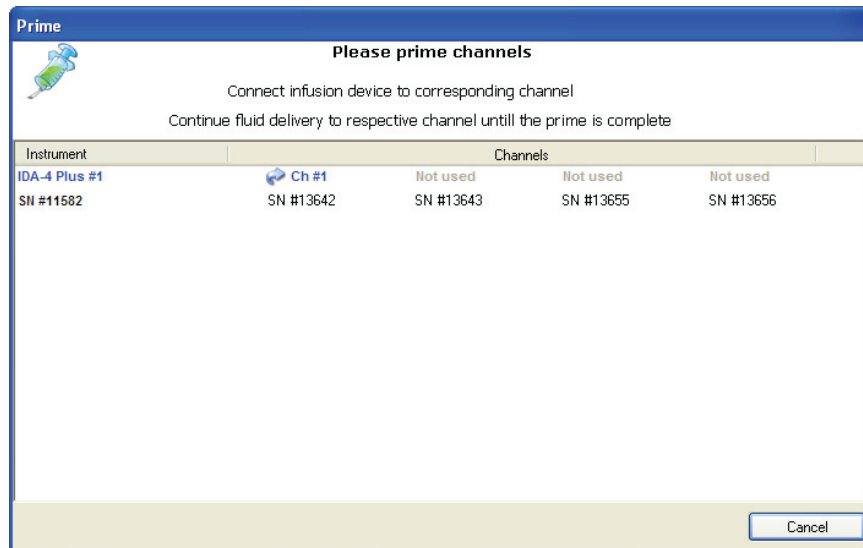 Prime
Please prime channels
Connect infusion device to corresponding channel
Continue fluid delivery to respective channel untill the prime is complete
Instrument Channels
IDA-4 Plus #1 Ch #1 Not used Not used Not used
SN #11582 SN #13642 SN #13643 SN #13655 SN #13656
Cancel